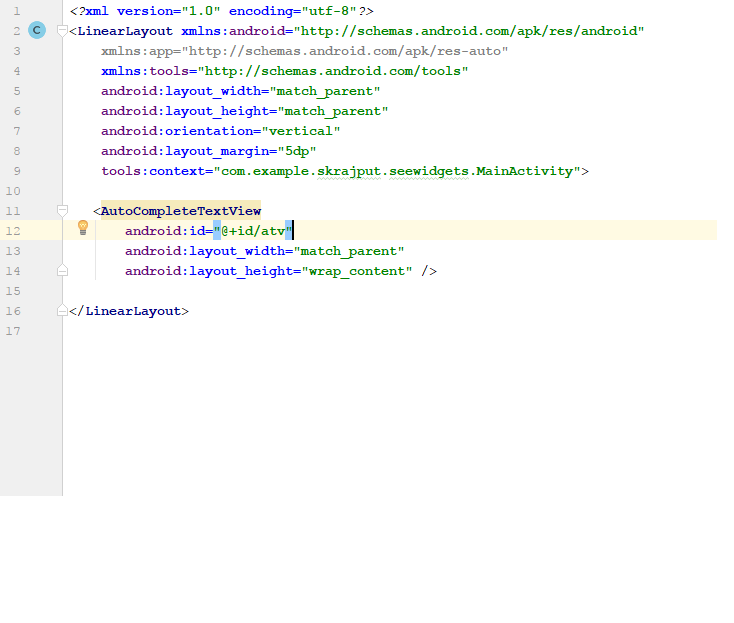 1 <?xml version="1.0" encoding="utf-8"?>
2 C <LinearLayout xmlns:android="http://schemas.android.com/apk/res/android"
3     xmlns:app="http://schemas.android.com/apk/res-auto"
4     xmlns:tools="http://schemas.android.com/tools"
5     android:layout_width="match_parent"
6     android:layout_height="match_parent"
7     android:orientation="vertical"
8     android:layout_margin="5dp"
9     tools:context="com.example.skrajput.seewidgets.MainActivity">
10
11    <AutoCompleteTextView
12        android:id="@+id/atv"
13        android:layout_width="match_parent"
14        android:layout_height="wrap_content" />
15
16 </LinearLayout>
17